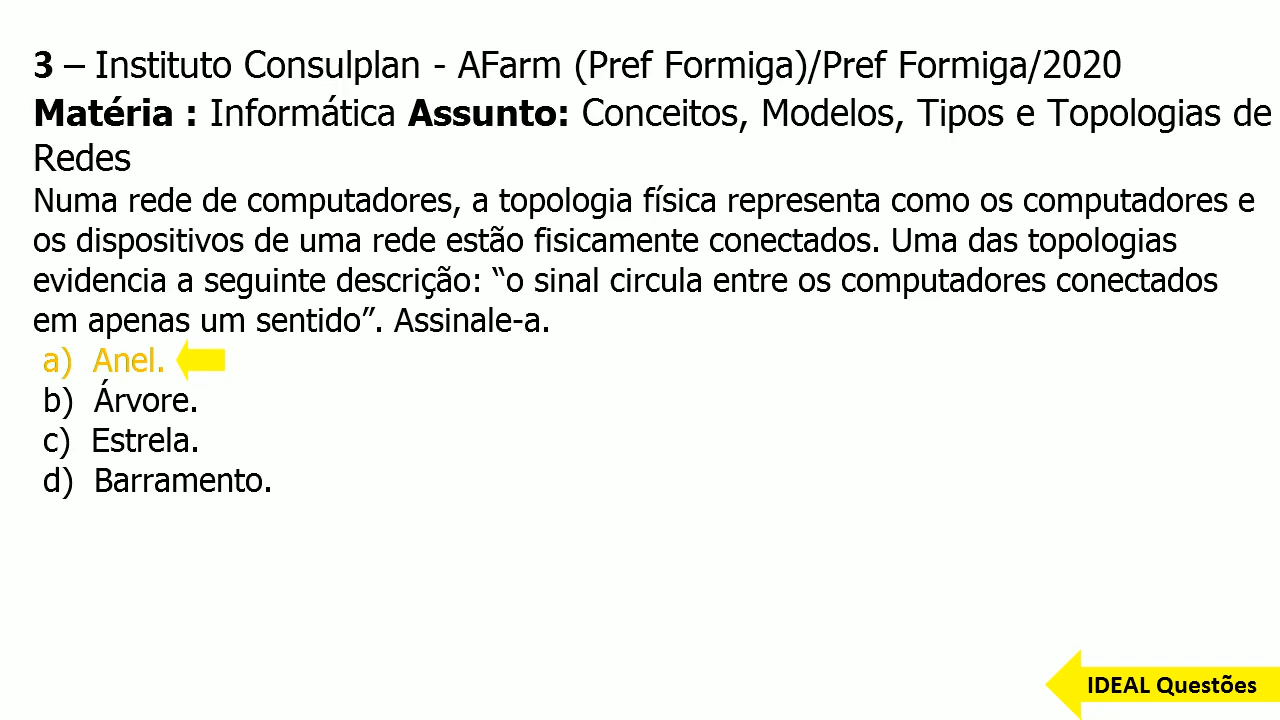 3 – Instituto Consulplan - AFarm (Pref Formiga)/Pref Formiga/2020
Matéria : Informática Assunto: Conceitos, Modelos, Tipos e Topologias de
Redes
Numa rede de computadores, a topologia física representa como os computadores e
os dispositivos de uma rede estão fisicamente conectados. Uma das topologias
evidencia a seguinte descrição: “o sinal circula entre os computadores conectados
em apenas um sentido”. Assinale-a.
a) Anel.
b) Árvore.
c) Estrela.
d) Barramento.
IDEAL Questões